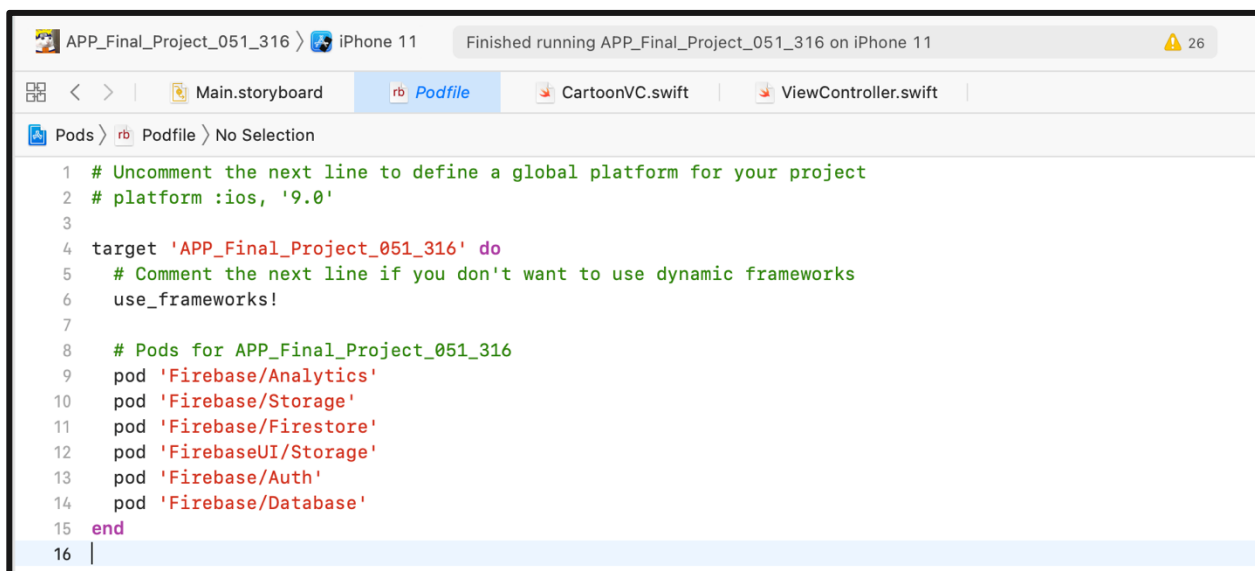 APP_Final_Project_051_316 〉 iPhone 11 Finished running APP_Final_Project_051_316 on iPhone 11 26
Main.storyboard rb Podfile CartoonVC.swift ViewController.swift
Pods 〉 rb Podfile 〉 No Selection
1 # Uncomment the next line to define a global platform for your project
2 # platform :ios, '9.0'
3
4 target 'APP_Final_Project_051_316' do
5 # Comment the next line if you don't want to use dynamic frameworks
6 use_frameworks!
7
8 # Pods for APP_Final_Project_051_316
9 pod 'Firebase/Analytics'
10 pod 'Firebase/Storage'
11 pod 'Firebase/Firestore'
12 pod 'FirebaseUI/Storage'
13 pod 'Firebase/Auth'
14 pod 'Firebase/Database'
15 end
16